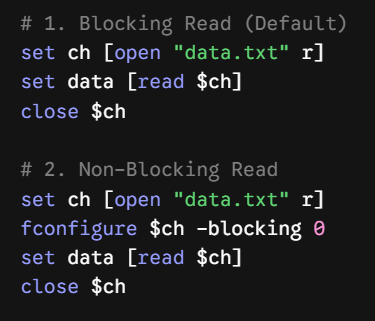 # 1. Blocking Read (Default)
set ch [open "data.txt" r]
set data [read $ch]
close $ch
# 2. Non-Blocking Read
set ch [open "data.txt" r]
fconfigure $ch -blocking 0
set data [read $ch]
close $ch